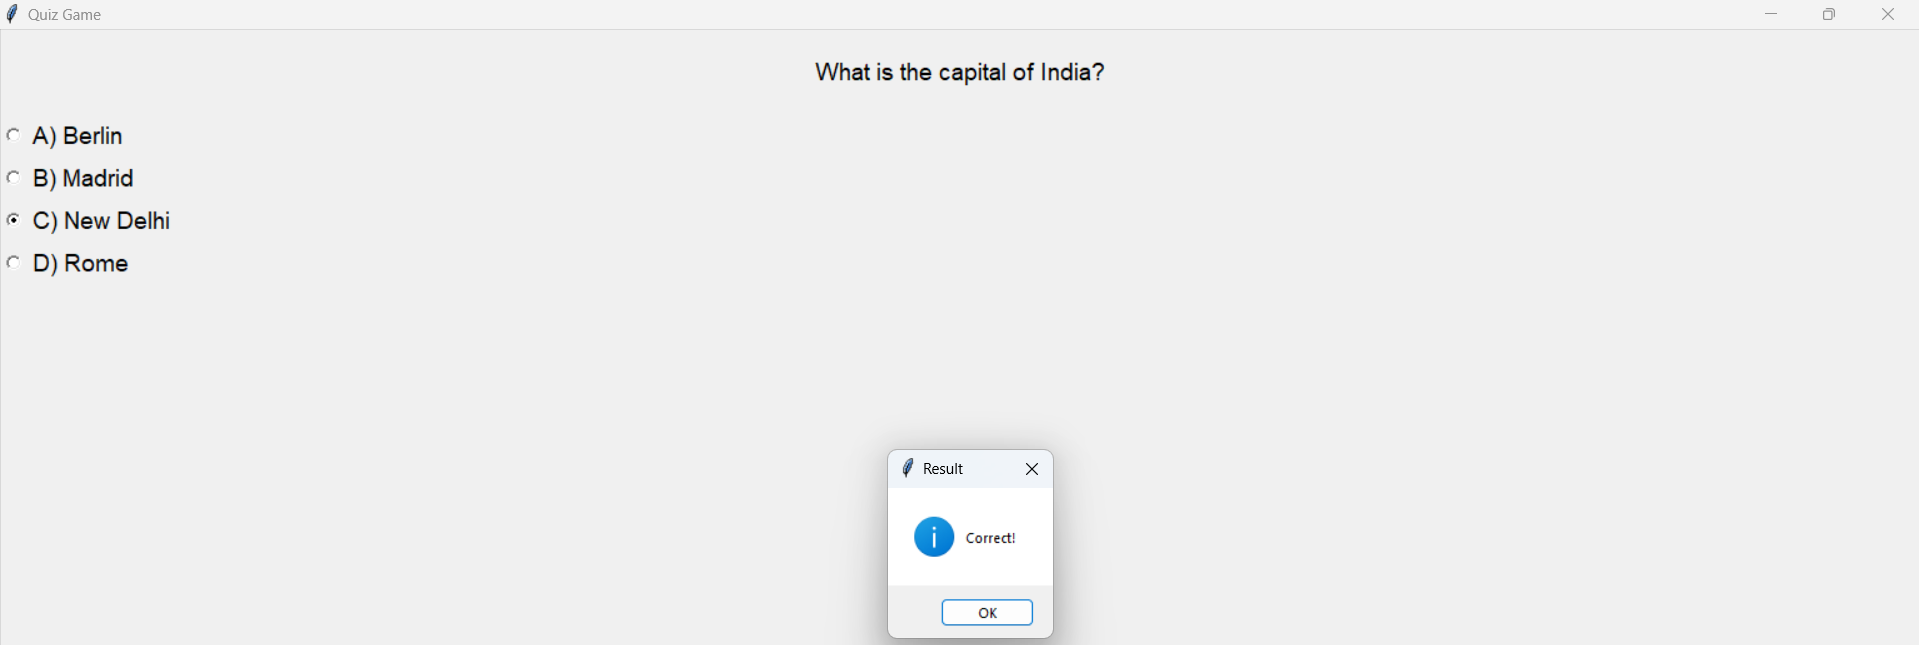 Quiz Game
What is the capital of India?
A) Berlin
B) Madrid
C) New Delhi
D) Rome
Result
Correct!
OK